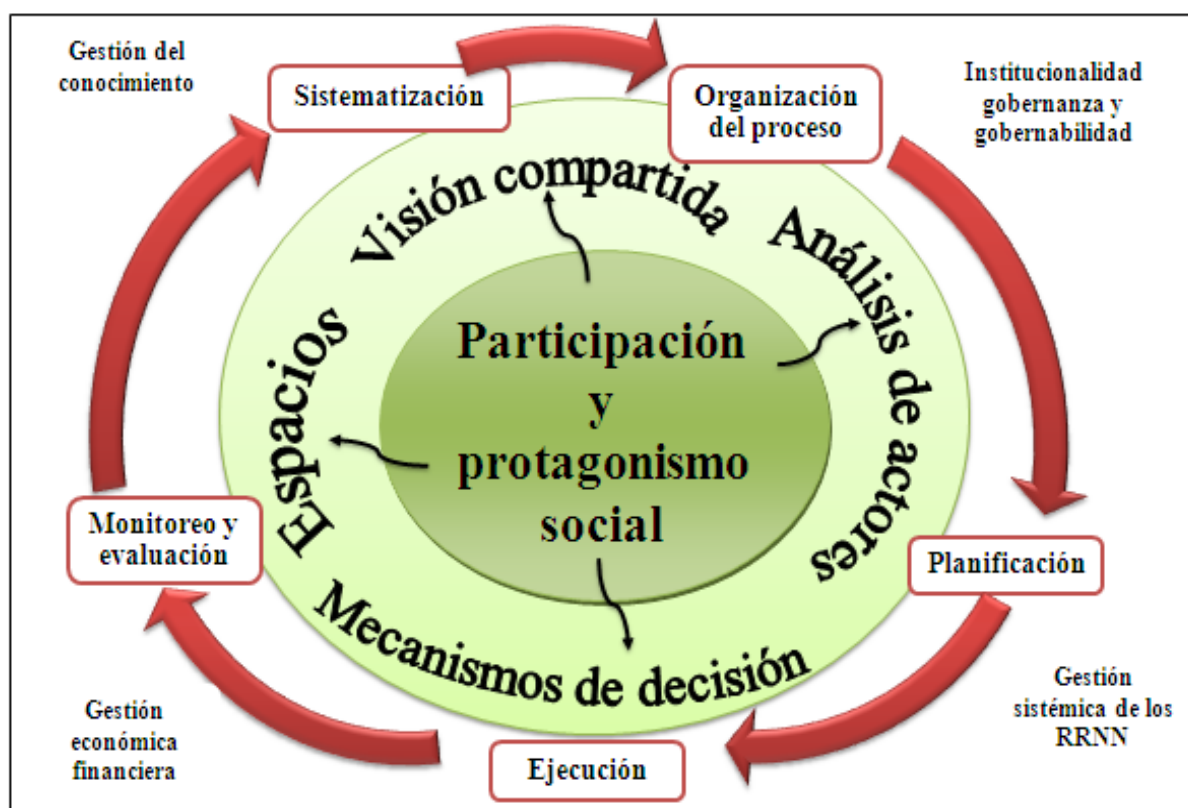 Gestión del
conocimiento
Sistematización
Organización
del proceso
Institucionalidad
gobernanza y
gobernabilidad
Visión compartida
Análisis de actores
Espacios
Mecanismos de decisión
Participación
y
protagonismo
social
Monitoreo y
evaluación
Planificación
Gestión
económica
financiera
Ejecución
Gestión
sistémica de los
RRNN